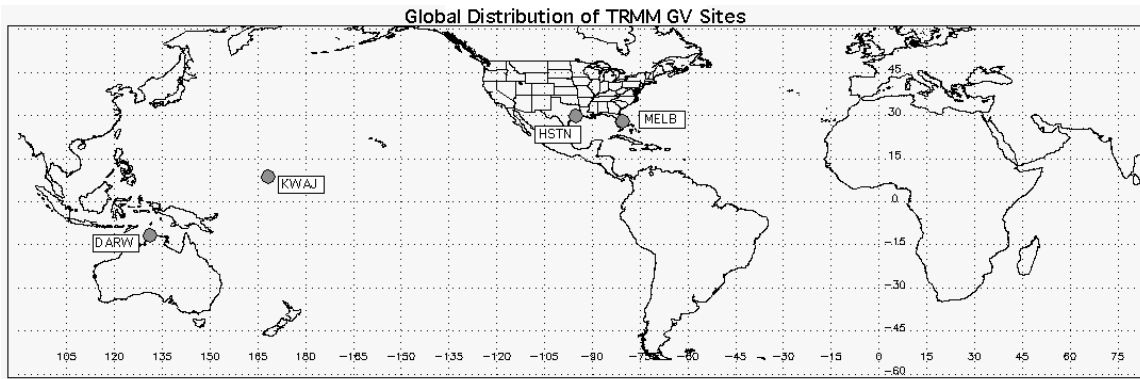 Global Distribution of TRMM GV Sites
45
MELB
30
HSTN
15
KWAJ
0
DARW
-15
-30
-45
105 120 135 150 165 -180 -165 -150 -135 -120 -105 -90 -75 -60 -45 -30 -15 0 15 30 45 60 75
-60